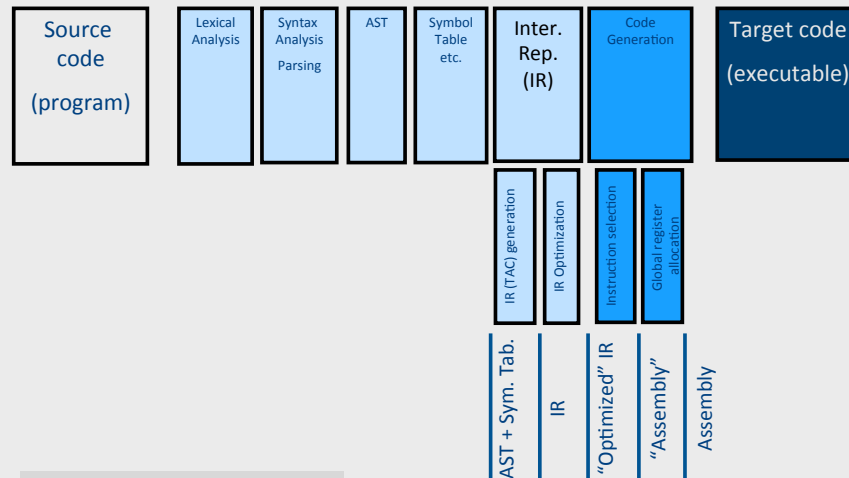 Source
code
(program)
Lexical
Analysis
Syntax
Analysis
Parsing
AST
Symbol
Table
etc.
Inter.
Rep.
(IR)
Code
Generation
Target code
(executable)
IR (TAC) generation
IR Optimization
Instruction selection
Global register
allocation
AST + Sym. Tab.
IR
“Optimized” IR
“Assembly”
Assembly